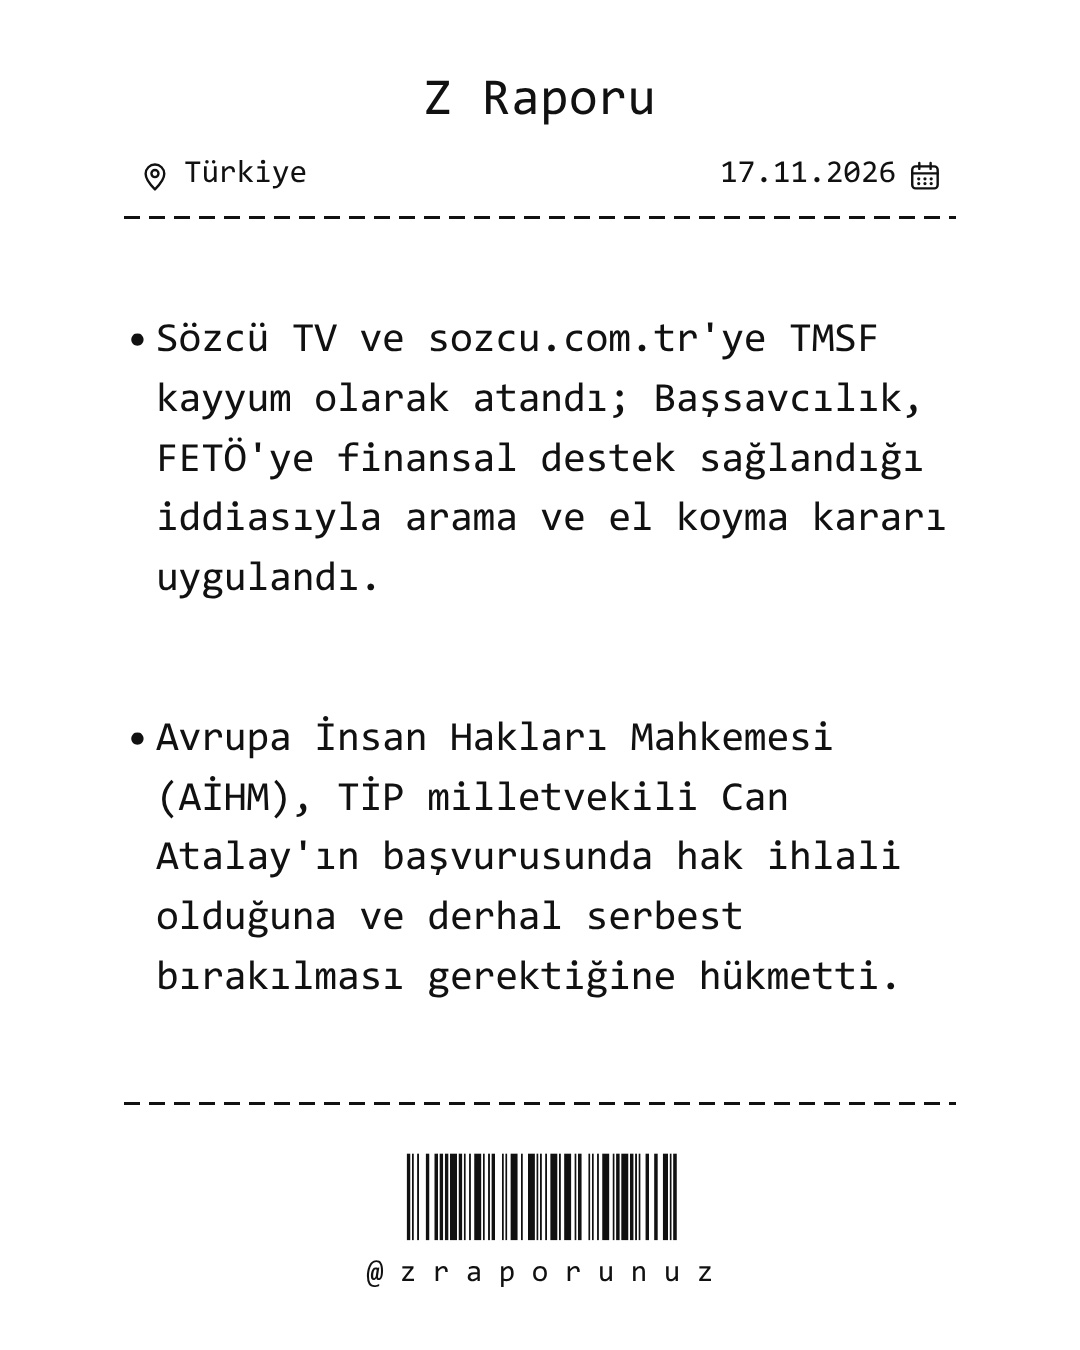 Z Raporu
Türkiye 17.11.2026
• Sözcü TV ve sozcu.com.tr'ye TMSF
kayyum olarak atandı; Başsavcılık,
FETÖ'ye finansal destek sağlandığı
iddiasıyla arama ve el koyma kararı
uygulandı.
• Avrupa İnsan Hakları Mahkemesi
(AİHM), TİP milletvekili Can
Atalay'ın başvurusunda hak ihlali
olduğuna ve derhal serbest
bırakılması gerektiğine hükmetti.
@zraporunuz